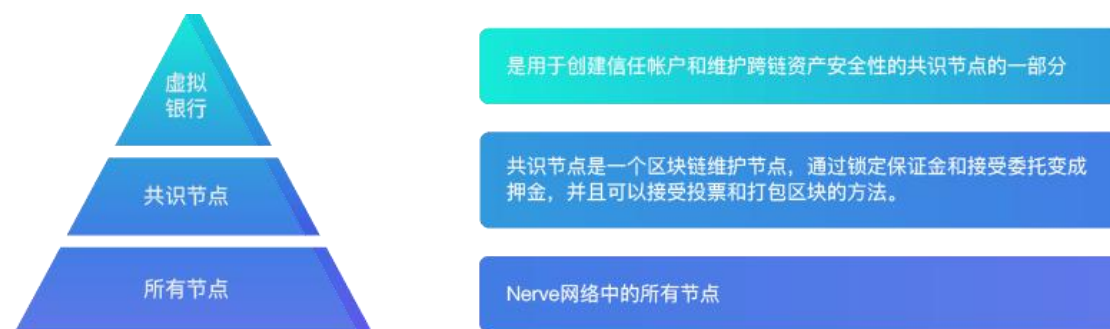 虚拟
银行
是用于创建信任帐户和维护跨链资产安全性的共识节点的一部分
共识节点
共识节点是一个区块链维护节点，通过锁定保证金和接受委托变成
押金，并且可以接受投票和打包区块的方法。
所有节点
Nerve网络中的所有节点